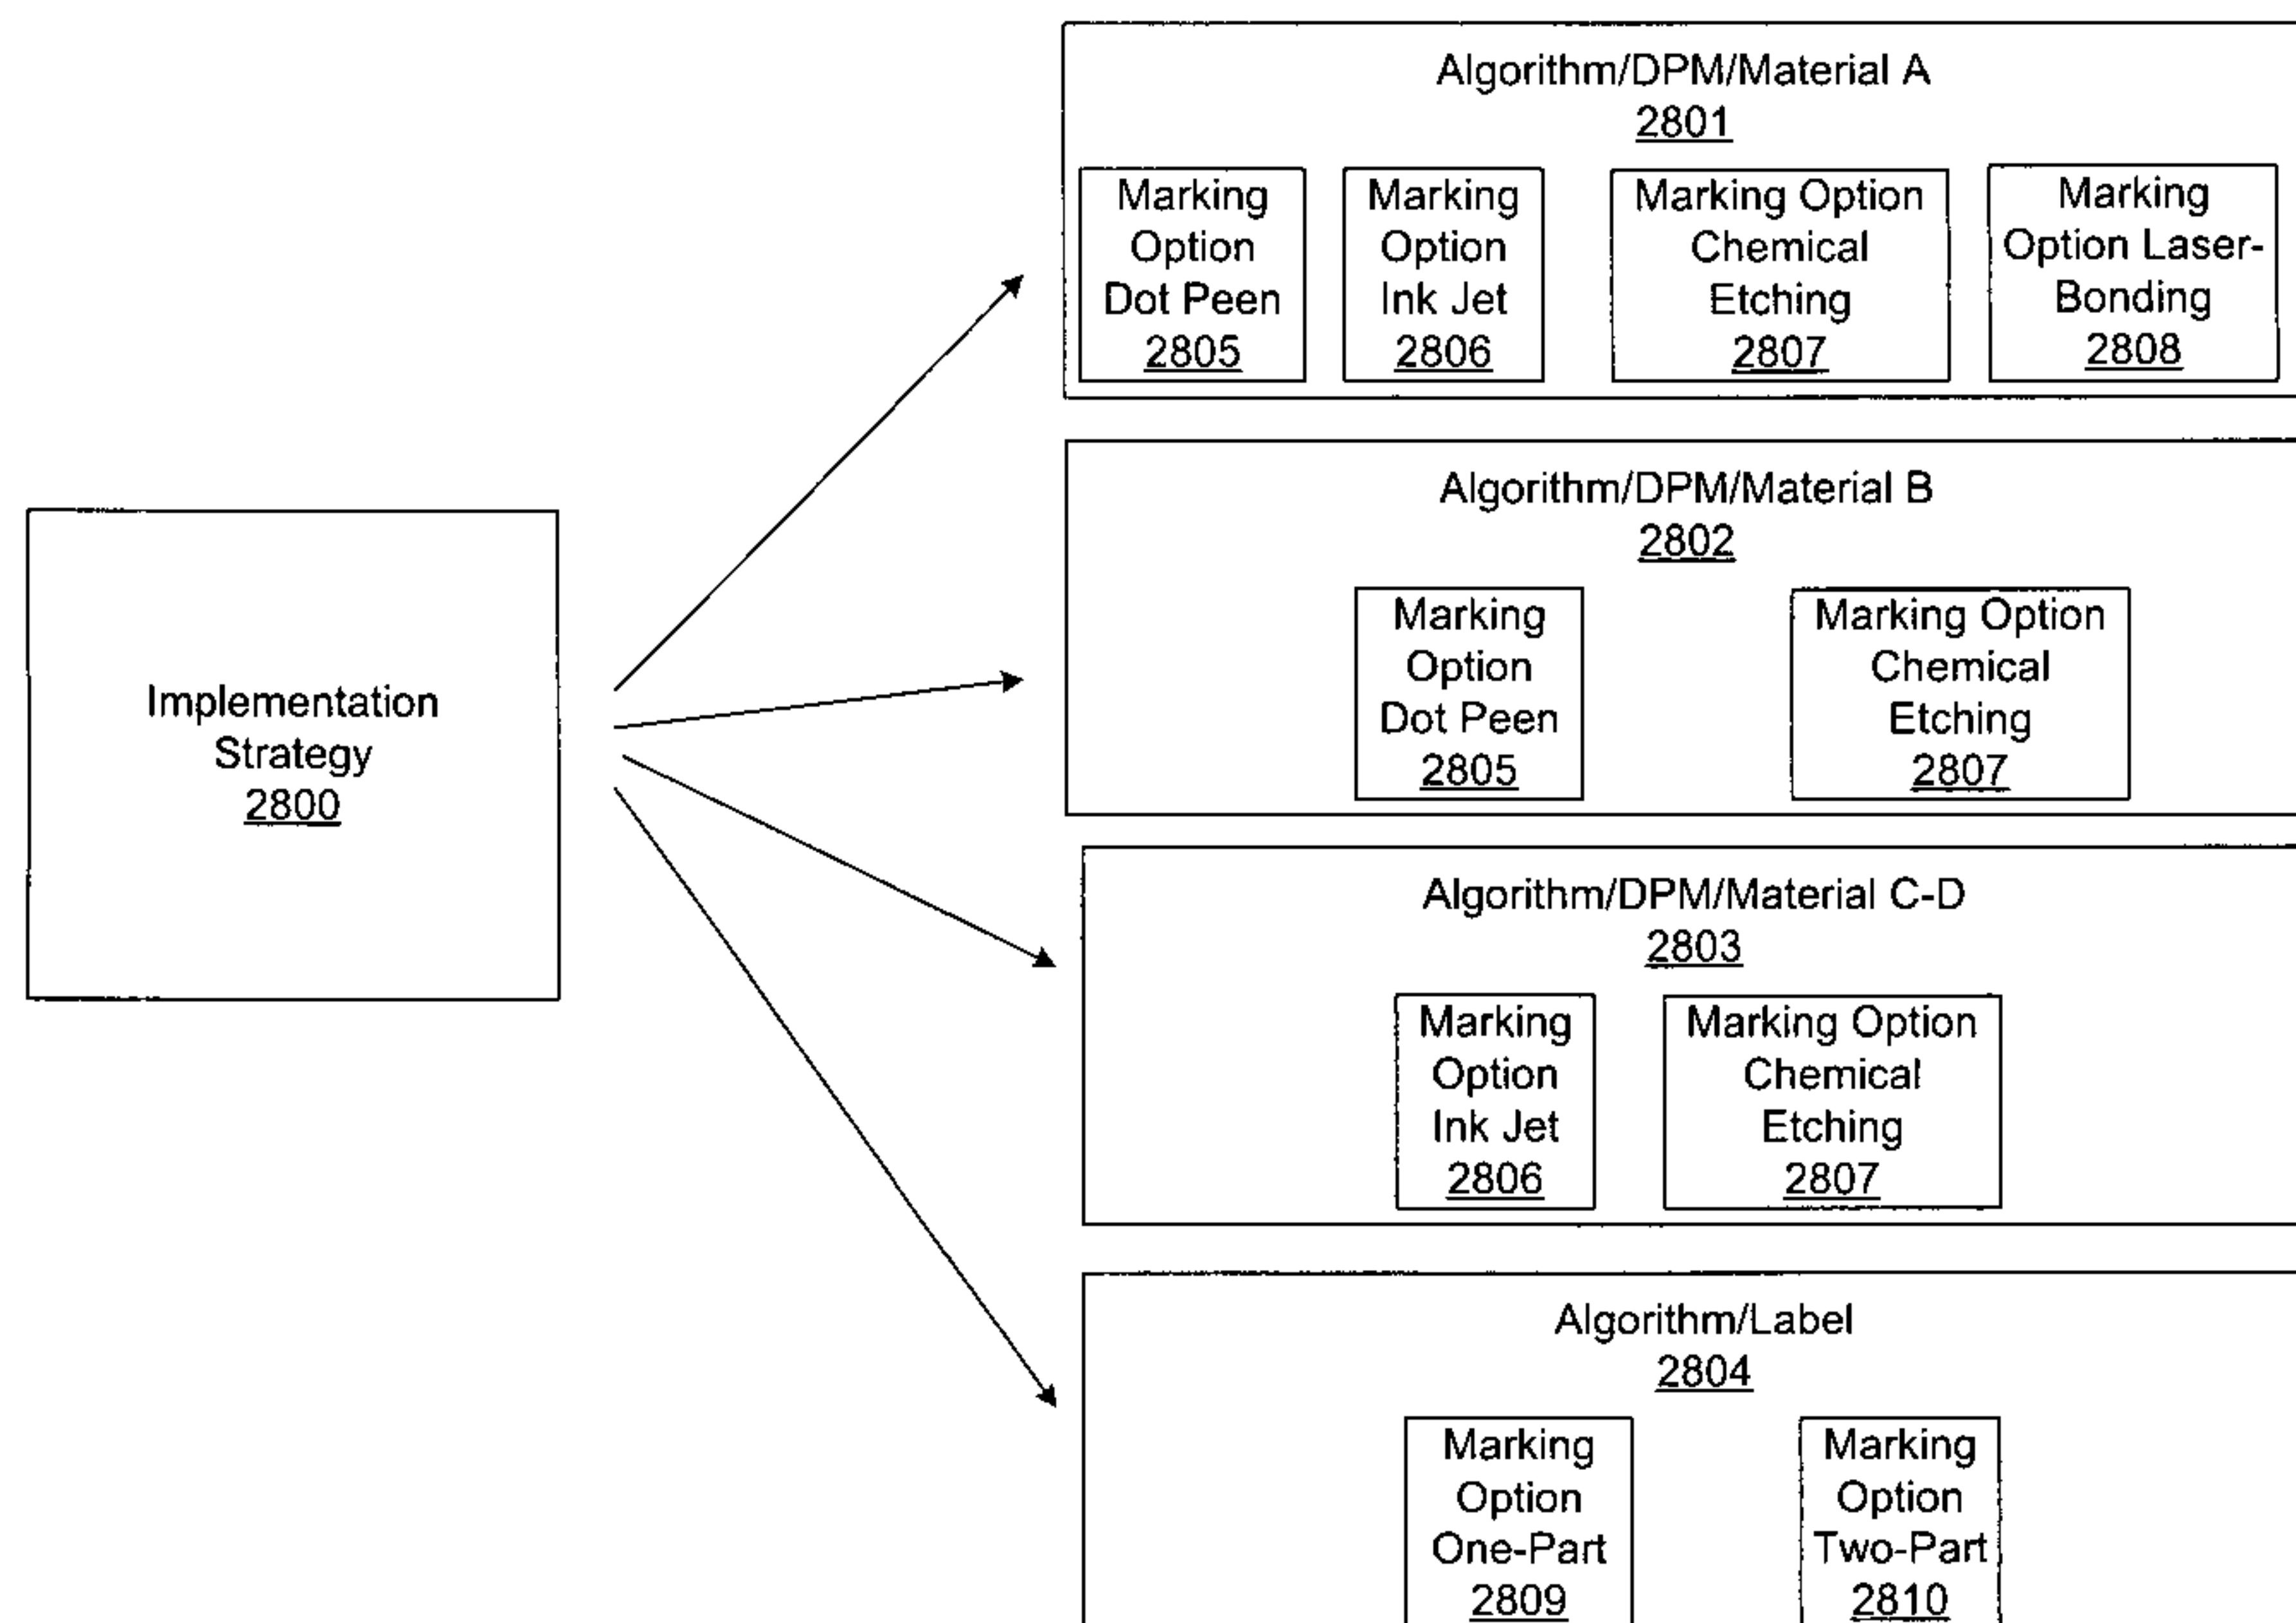 Algorithm/DPM/Material A
2801
Marking
Option
Dot Peen
2805
Marking
Option
Ink Jet
2806
Marking Option
Chemical
Etching
2807
Marking
Option Laser-
Bonding
2808
Algorithm/DPM/Material B
2802
Marking
Option
Dot Peen
2805
Marking Option
Chemical
Etching
2807
Implementation
Strategy
2800
Algorithm/DPM/Material C-D
2803
Marking
Option
Ink Jet
2806
Marking Option
Chemical
Etching
2807
Algorithm/Label
2804
Marking
Option
One-Part
2809
Marking
Option
Two-Part
2810